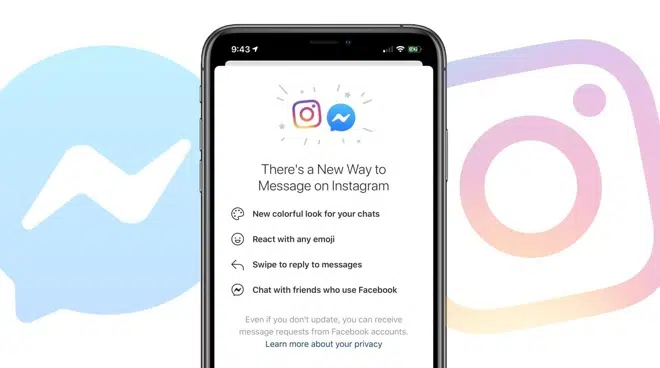 9:43
There's a New Way to
Message on Instagram
New colorful look for your chats
React with any emoji
Swipe to reply to messages
Chat with friends who use Facebook
Even if you don't update, you can receive
message requests from Facebook accounts.
Learn more about your privacy